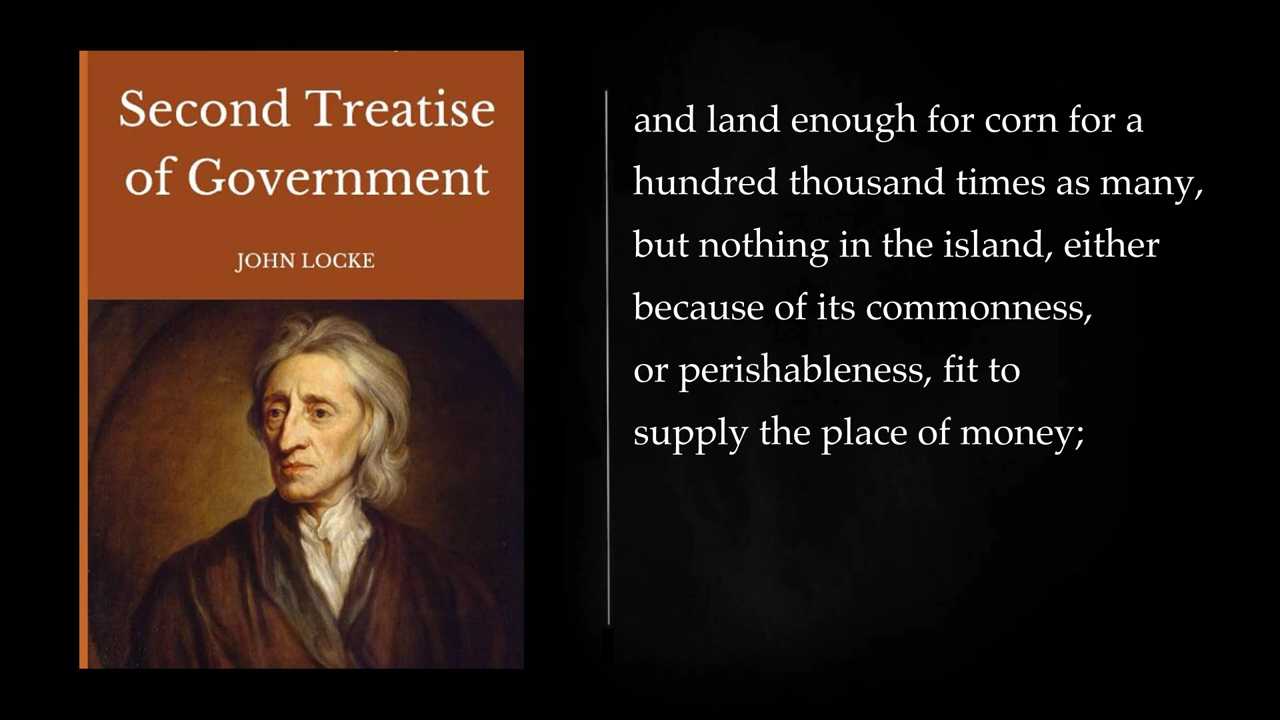 Second Treatise
of Government
JOHN LOCKE
and land enough for corn for a
hundred thousand times as many,
but nothing in the island, either
because of its commonness,
or perishableness, fit to
supply the place of money;